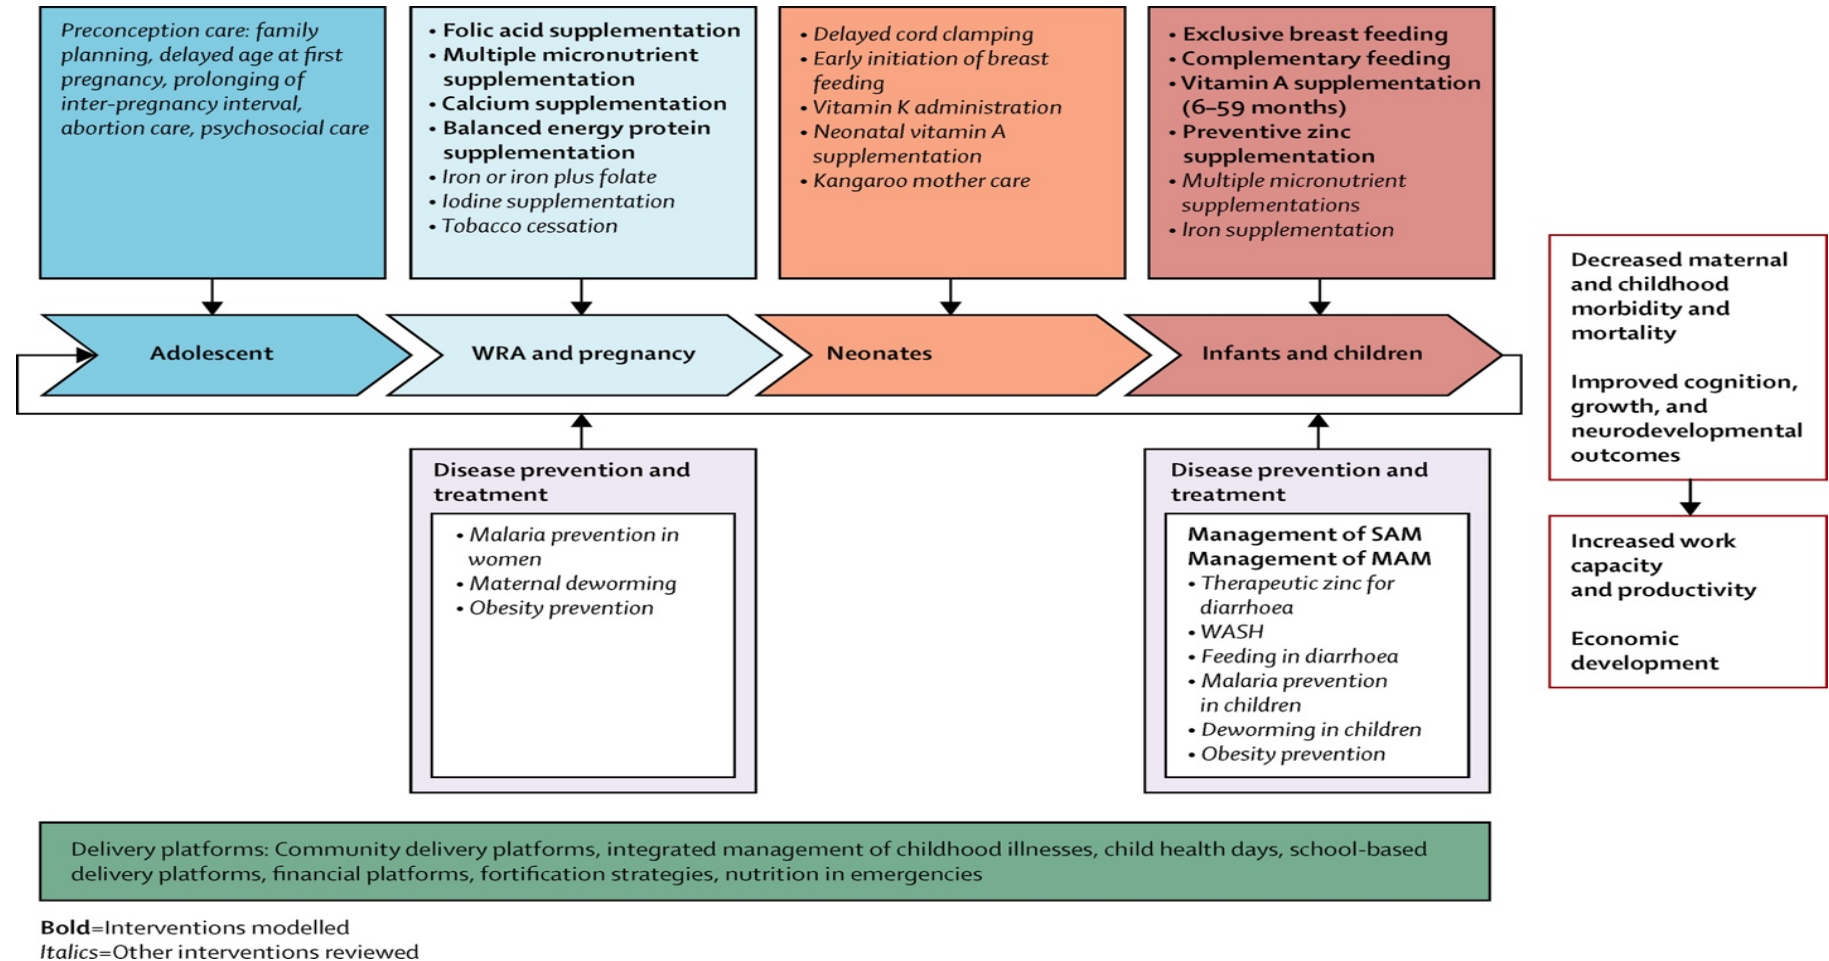 Preconception care: family
planning, delayed age at first
pregnancy, prolonging of
inter-pregnancy interval,
abortion care, psychosocial care
• Folic acid supplementation
• Multiple micronutrient
supplementation
• Calcium supplementation
• Balanced energy protein
supplementation
• Iron or iron plus folate
• Iodine supplementation
• Tobacco cessation
• Delayed cord clamping
• Early initiation of breast
feeding
• Vitamin K administration
• Neonatal vitamin A
supplementation
• Kangaroo mother care
• Exclusive breast feeding
• Complementary feeding
• Vitamin A supplementation
(6–59 months)
• Preventive zinc
supplementation
• Multiple micronutrient
supplementations
• Iron supplementation
Adolescent
WRA and pregnancy
Neonates
Infants and children
Disease prevention and
treatment
• Malaria prevention in
women
• Maternal deworming
• Obesity prevention
Disease prevention and
treatment
Management of SAM
Management of MAM
• Therapeutic zinc for
diarrhoea
• WASH
• Feeding in diarrhoea
• Malaria prevention
in children
• Deworming in children
• Obesity prevention
Decreased maternal
and childhood
morbidity and
mortality
Improved cognition,
growth, and
neurodevelopmental
outcomes
Increased work
capacity
and productivity
Economic
development
Delivery platforms: Community delivery platforms, integrated management of childhood illnesses, child health days, school-based
delivery platforms, financial platforms, fortification strategies, nutrition in emergencies
Bold=Interventions modelled
Italics=Other interventions reviewed